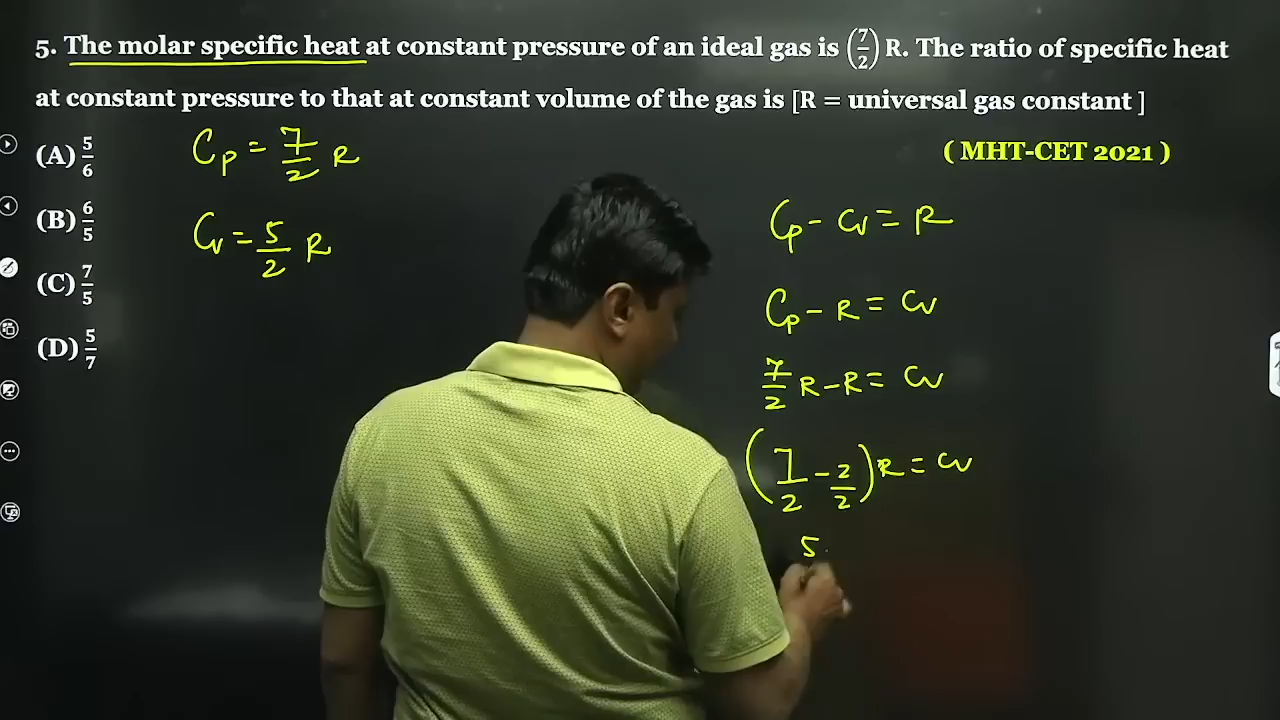 5. The molar specific heat at constant pressure of an ideal gas is (7/2) R. The ratio of specific heat
at constant pressure to that at constant volume of the gas is [R = universal gas constant ]
( MHT-CET 2021 )
(A) 5/6
(B) 6/5
(C) 7/5
(D) 5/7
Cp = 7/2 R
Cv = 5/2 R
Cp - Cv = R
Cp - R = Cv
7/2 R - R = Cv
(7/2 - 2/2) R = Cv
5